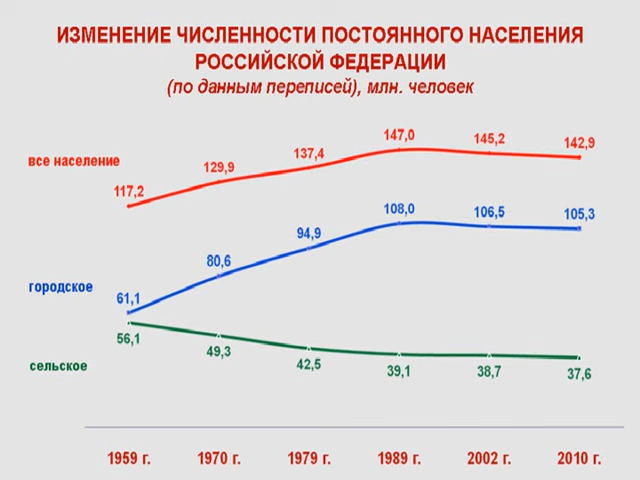 ИЗМЕНЕНИЕ ЧИСЛЕННОСТИ ПОСТОЯННОГО НАСЕЛЕНИЯ
РОССИЙСКОЙ ФЕДЕРАЦИИ
(по данным переписей), млн. человек
все население
117,2
129,9
137,4
147,0
145,2
142,9
городское
61,1
80,6
94,9
108,0
106,5
105,3
сельское
56,1
49,3
42,5
39,1
38,7
37,6
1959 г. 1970 г. 1979 г. 1989 г. 2002 г. 2010 г.